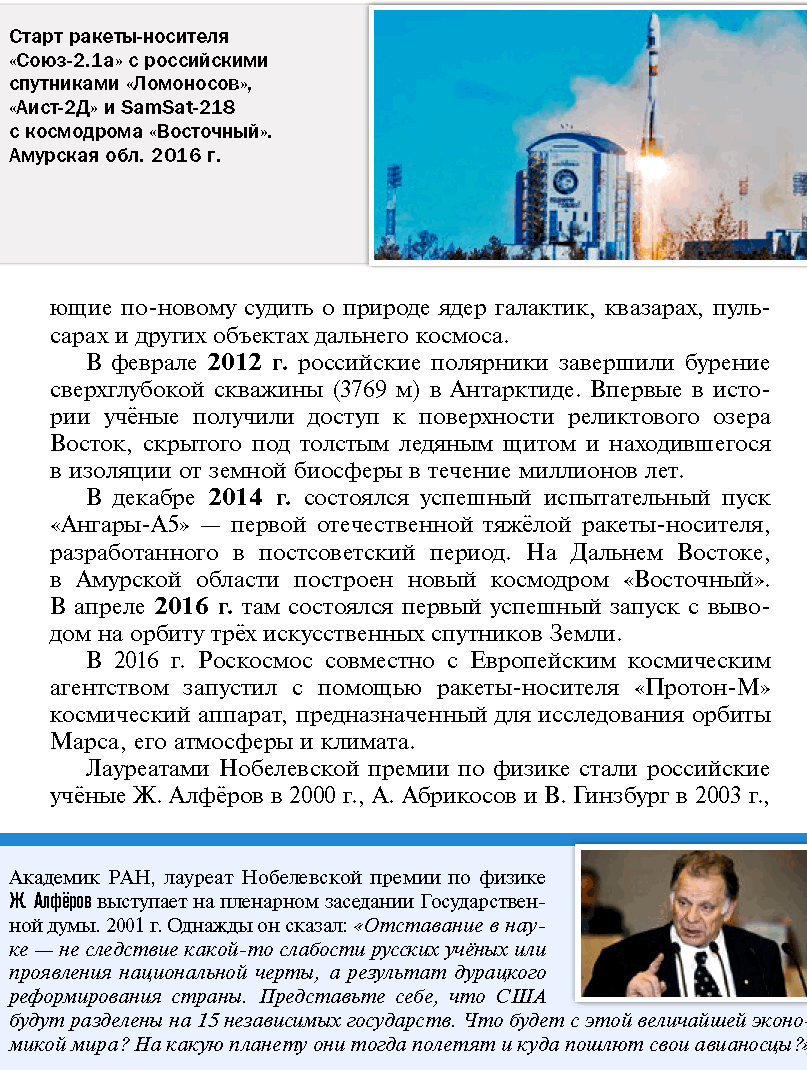 Старт ракеты-носителя
«Союз-2.1а» с российскими
спутниками «Ломоносов»,
«Аист-2Д» и SamSat-218
с космодрома «Восточный».
Амурская обл. 2016 г.
ющие по-новому судить о природе ядер галактик, квазарах, пуль-
сарах и других объектах дальнего космоса.
В феврале 2012 г. российские полярники завершили бурение
сверхглубокой скважины (3769 м) в Антарктиде. Впервые в исто-
рии учёные получили доступ к поверхности реликтового озера
Восток, скрытого под толстым ледяным щитом и находившегося
в изоляции от земной биосферы в течение миллионов лет.
В декабре 2014 г. состоялся успешный испытательный пуск
«Ангары-А5» — первой отечественной тяжёлой ракеты-носителя,
разработанного в постсоветский период. На Дальнем Востоке,
в Амурской области построен новый космодром «Восточный».
В апреле 2016 г. там состоялся первый успешный запуск с выво-
дом на орбиту трёх искусственных спутников Земли.
В 2016 г. Роскосмос совместно с Европейским космическим
агентством запустил с помощью ракеты-носителя «Протон-М»
космический аппарат, предназначенный для исследования орбиты
Марса, его атмосферы и климата.
Лауреатами Нобелевской премии по физике стали российские
учёные Ж. Алфёров в 2000 г., А. Абрикосов и В. Гинзбург в 2003 г.,
Академик РАН, лауреат Нобелевской премии по физике
Ж. Алфёров выступает на пленарном заседании Государствен-
ной думы. 2001 г. Однажды он сказал: «Отставание в нау-
ке — не следствие какой-то слабости русских учёных или
проявления национальной черты, а результат дурацкого
реформирования страны. Представьте себе, что США
будут разделены на 15 независимых государств. Что будет с этой величайшей эконо-
микой мира? На какую планету они тогда полетят и куда пошлют свои авианосцы?»